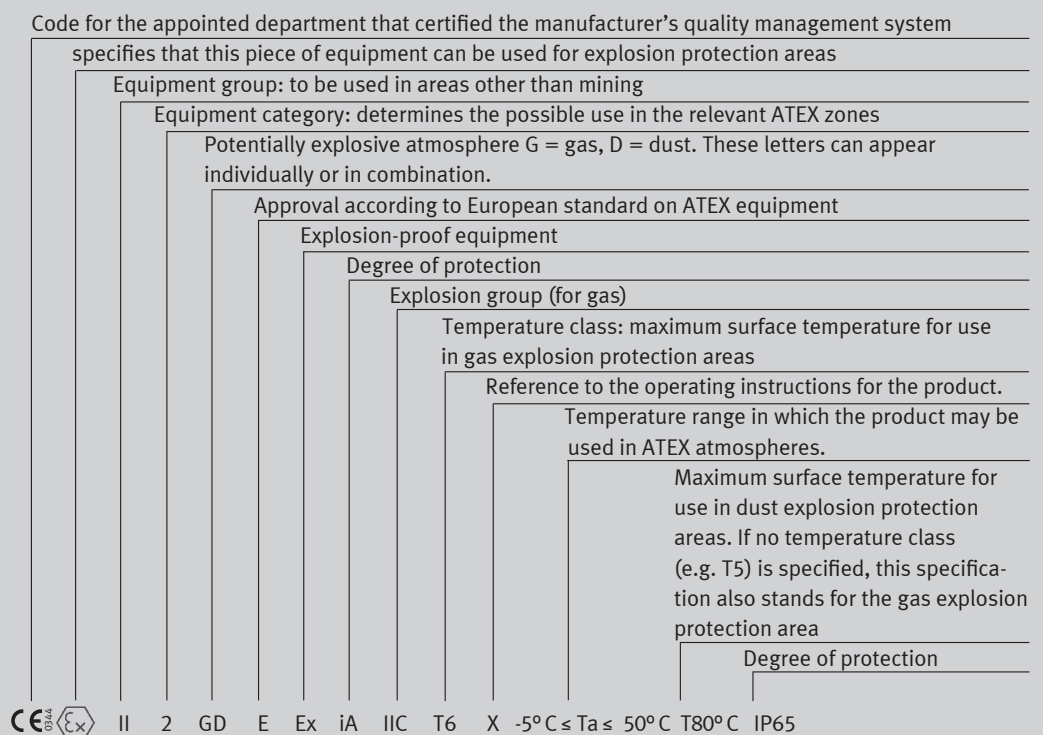 Code for the appointed department that certified the manufacturer’s quality management system
specifies that this piece of equipment can be used for explosion protection areas
Equipment group: to be used in areas other than mining
Equipment category: determines the possible use in the relevant ATEX zones
Potentially explosive atmosphere G = gas, D = dust. These letters can appear
individually or in combination.
Approval according to European standard on ATEX equipment
Explosion-proof equipment
Degree of protection
Explosion group (for gas)
Temperature class: maximum surface temperature for use
in gas explosion protection areas
Reference to the operating instructions for the product.
Temperature range in which the product may be
used in ATEX atmospheres.
Maximum surface temperature for
use in dust explosion protection
areas. If no temperature class
(e.g. T5) is specified, this specifica-
tion also stands for the gas explosion
protection area
Degree of protection
CE 0344 Ex II 2 GD E Ex iA IIC T6 X -5° C ≤ Ta ≤ 50° C T80° C IP65